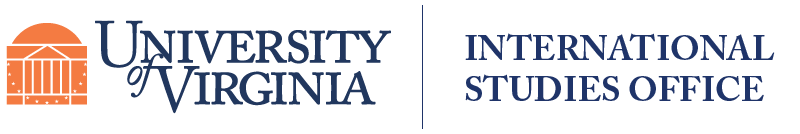 UNIVERSITY
of VIRGINIA
INTERNATIONAL
STUDIES OFFICE